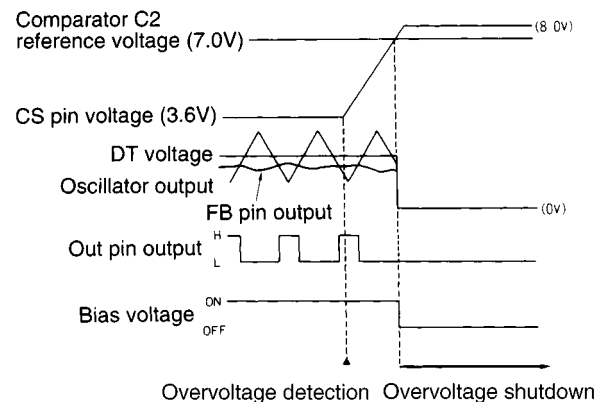 Comparator C2
reference voltage (7.0V)
(8 0V)
CS pin voltage (3.6V)
DT voltage
Oscillator output
FB pin output
(0V)
Out pin output
H
L
Bias voltage
ON
OFF
Overvoltage detection
Overvoltage shutdown